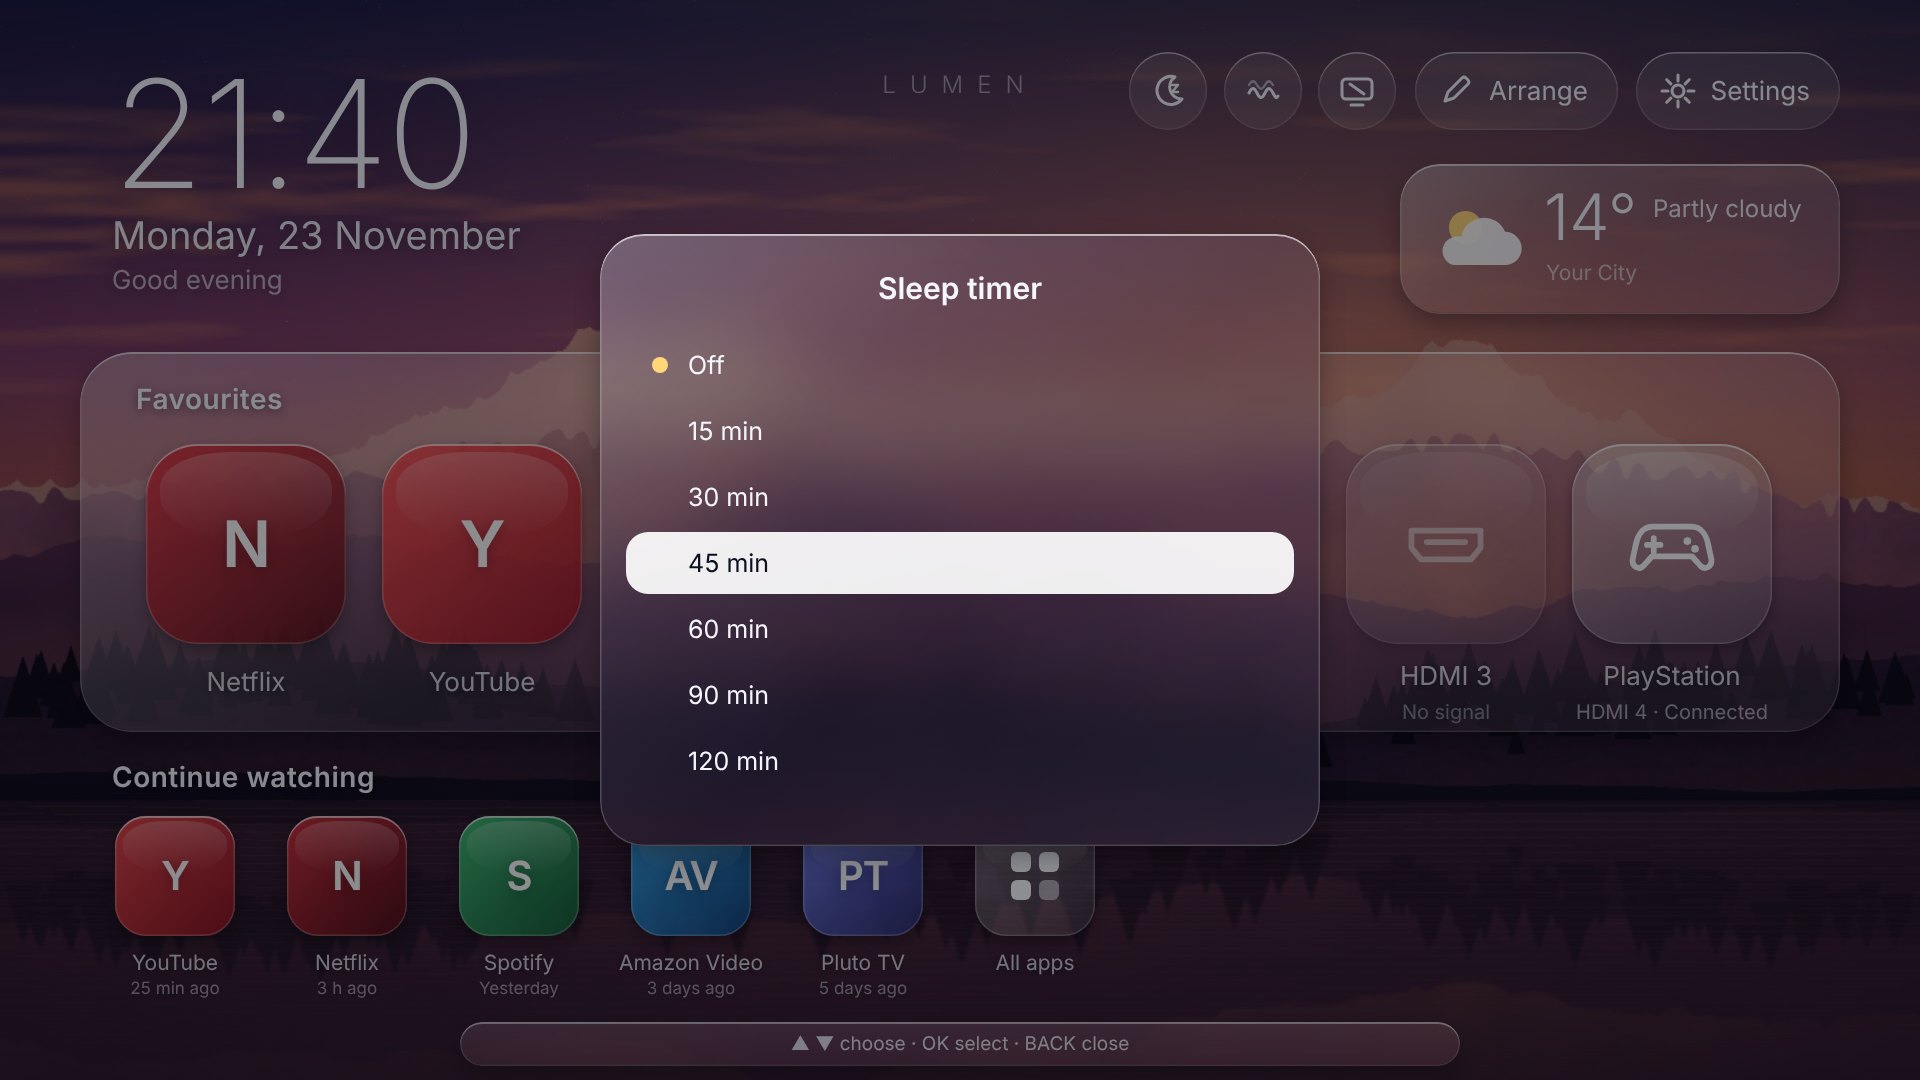 21:40
Monday, 23 November
Good evening
LUMEN
Arrange
Settings
14° Partly cloudy
Your City
Sleep timer
Off
15 min
30 min
45 min
60 min
90 min
120 min
Favourites
N
Netflix
Y
YouTube
HDMI 3
No signal
PlayStation
HDMI 4 · Connected
Continue watching
Y
YouTube
25 min ago
N
Netflix
3 h ago
S
Spotify
Yesterday
AV
Amazon Video
3 days ago
PT
Pluto TV
5 days ago
All apps
▲ ▼ choose · OK select · BACK close